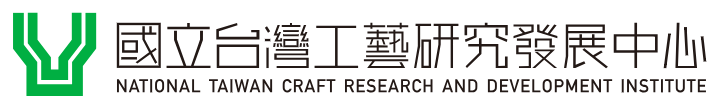 國立台灣工藝研究發展中心
NATIONAL TAIWAN CRAFT RESEARCH AND DEVELOPMENT INSTITUTE